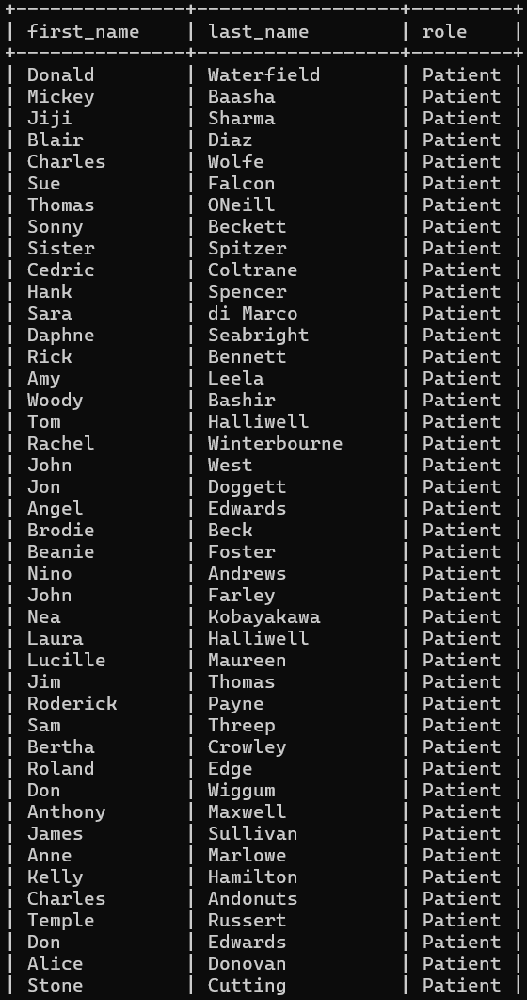 +---------------+------------------+---------+
| first_name    | last_name        | role    |
+---------------+------------------+---------+
| Donald        | Waterfield       | Patient |
| Mickey        | Baasha           | Patient |
| Jiji          | Sharma           | Patient |
| Blair         | Diaz             | Patient |
| Charles       | Wolfe            | Patient |
| Sue           | Falcon           | Patient |
| Thomas        | ONeill           | Patient |
| Sonny         | Beckett          | Patient |
| Sister        | Spitzer          | Patient |
| Cedric        | Coltrane         | Patient |
| Hank          | Spencer          | Patient |
| Sara          | di Marco         | Patient |
| Daphne        | Seabright        | Patient |
| Rick          | Bennett          | Patient |
| Amy           | Leela            | Patient |
| Woody         | Bashir           | Patient |
| Tom           | Halliwell        | Patient |
| Rachel        | Winterbourne     | Patient |
| John          | West             | Patient |
| Jon           | Doggett          | Patient |
| Angel         | Edwards          | Patient |
| Brodie        | Beck             | Patient |
| Beanie        | Foster           | Patient |
| Nino          | Andrews          | Patient |
| John          | Farley           | Patient |
| Nea           | Kobayakawa       | Patient |
| Laura         | Halliwell        | Patient |
| Lucille       | Maureen          | Patient |
| Jim           | Thomas           | Patient |
| Roderick      | Payne            | Patient |
| Sam           | Threep           | Patient |
| Bertha        | Crowley          | Patient |
| Roland        | Edge             | Patient |
| Don           | Wiggum           | Patient |
| Anthony       | Maxwell          | Patient |
| James         | Sullivan         | Patient |
| Anne          | Marlowe          | Patient |
| Kelly         | Hamilton         | Patient |
| Charles       | Andonuts         | Patient |
| Temple        | Russert          | Patient |
| Don           | Edwards          | Patient |
| Alice         | Donovan          | Patient |
| Stone         | Cutting          | Patient |